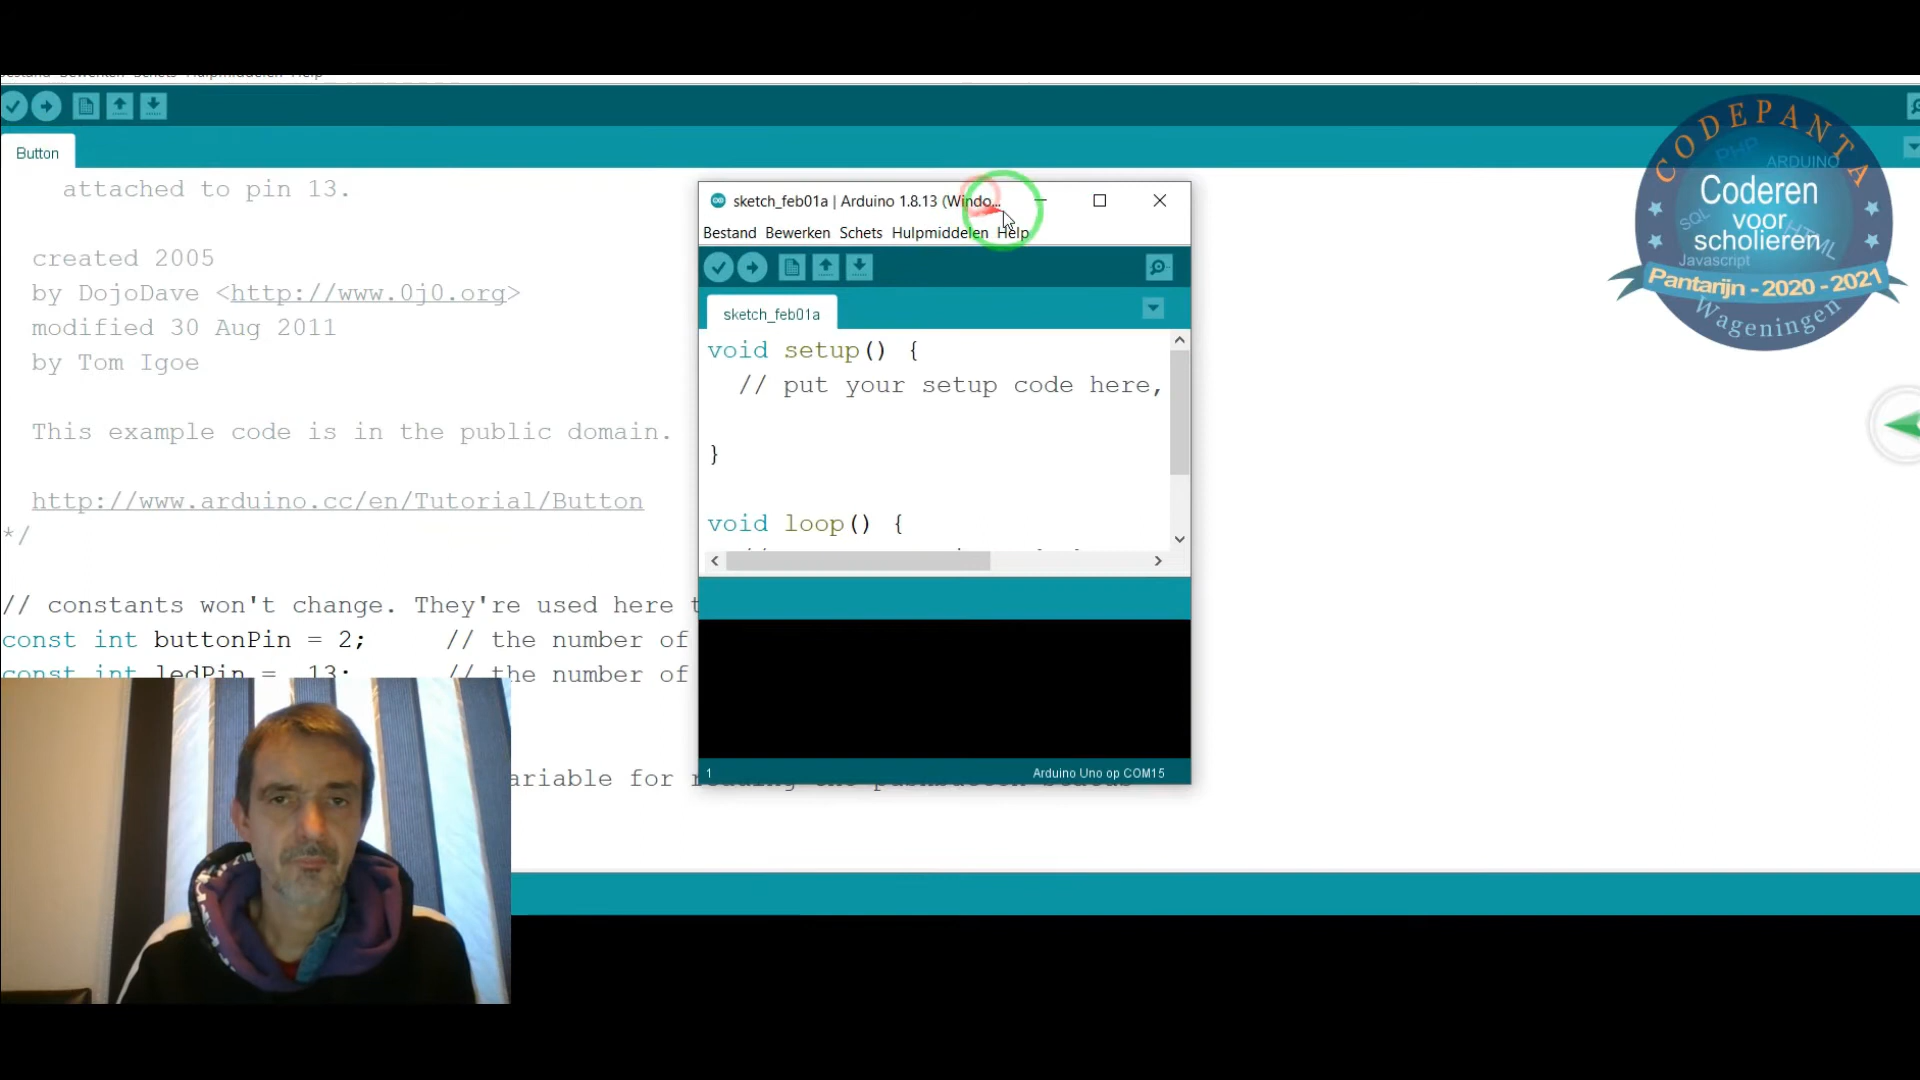 Bestand Bewerken Schets Hulpmiddelen Help
Button
attached to pin 13.
created 2005
by DojoDave <http://www.0j0.org>
modified 30 Aug 2011
by Tom Igoe
This example code is in the public domain.
http://www.arduino.cc/en/Tutorial/Button
*/
// constants won't change. They're used here t
const int buttonPin = 2;     // the number of
const int ledPin =  13;      // the number of
ariable for
sketch_feb01a | Arduino 1.8.13 (Windo...
Bestand Bewerken Schets Hulpmiddelen Help
sketch_feb01a
void setup() {
// put your setup code here,
}
void loop() {
1
Arduino Uno op COM15
CODEPANTA
PHP
ARDUINO
Coderen
SQL
voor
HTML
scholieren
Javascript
Pantarijn - 2020 - 2021
Wageningen